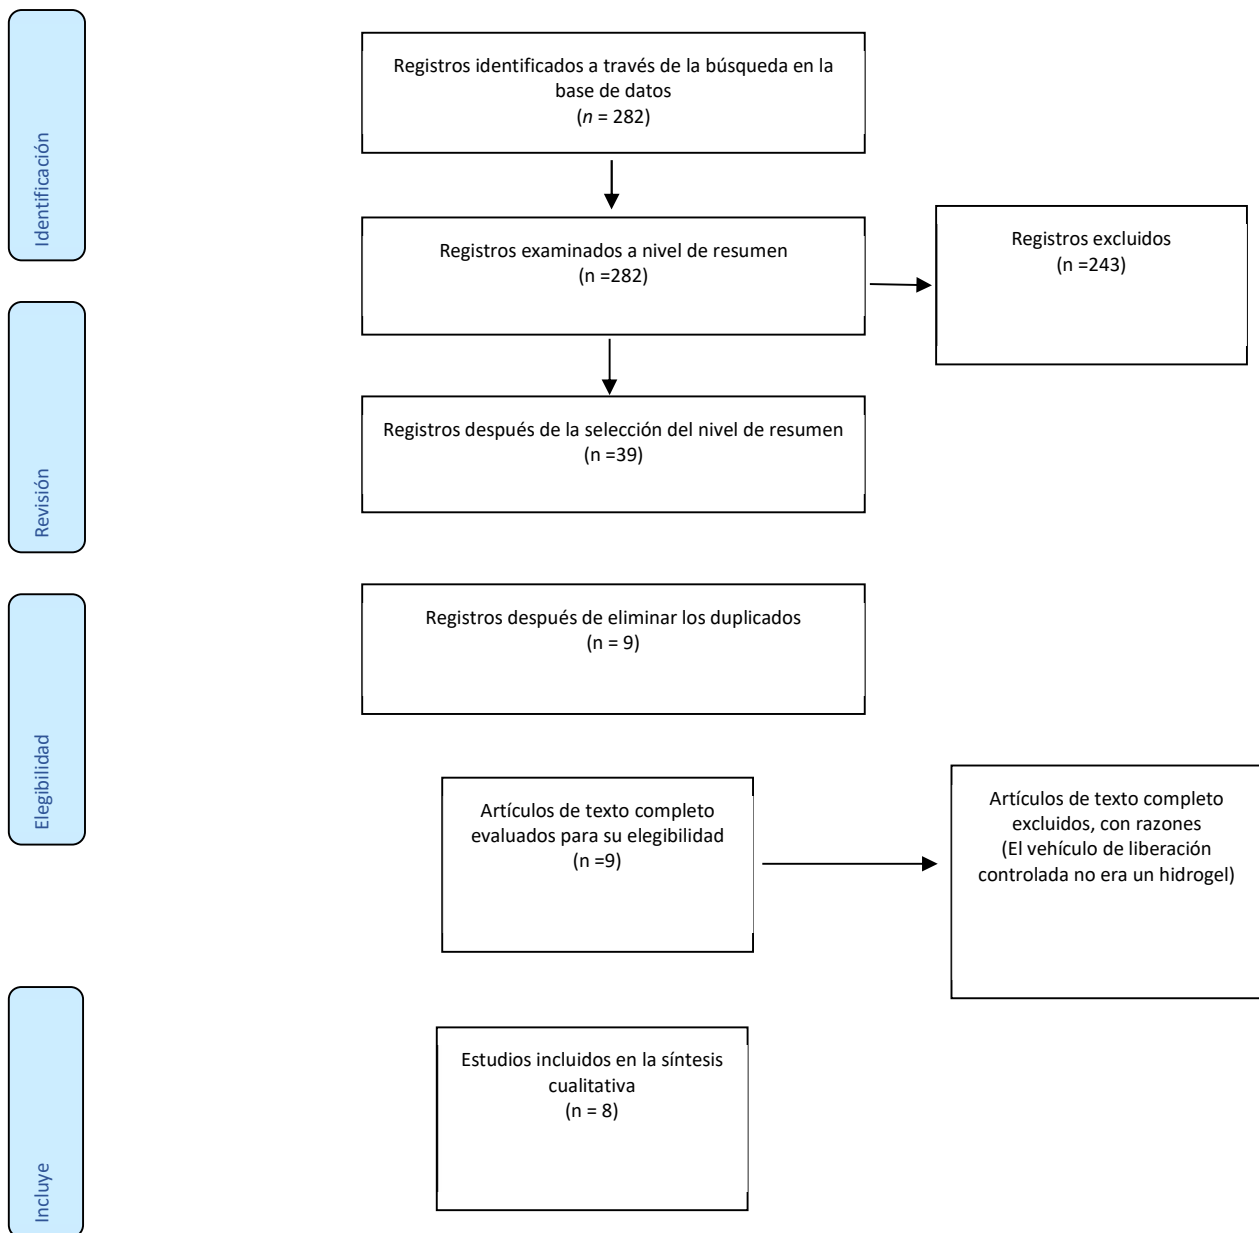 Identificación
Registros identificados a través de la búsqueda en la
base de datos
(n = 282)
Registros examinados a nivel de resumen
(n =282)
Registros excluidos
(n =243)
Revisión
Registros después de la selección del nivel de resumen
(n =39)
Elegibilidad
Registros después de eliminar los duplicados
(n = 9)
Artículos de texto completo
evaluados para su elegibilidad
(n =9)
Artículos de texto completo
excluidos, con razones
(El vehículo de liberación
controlada no era un hidrogel)
Incluye
Estudios incluidos en la síntesis
cualitativa
(n = 8)